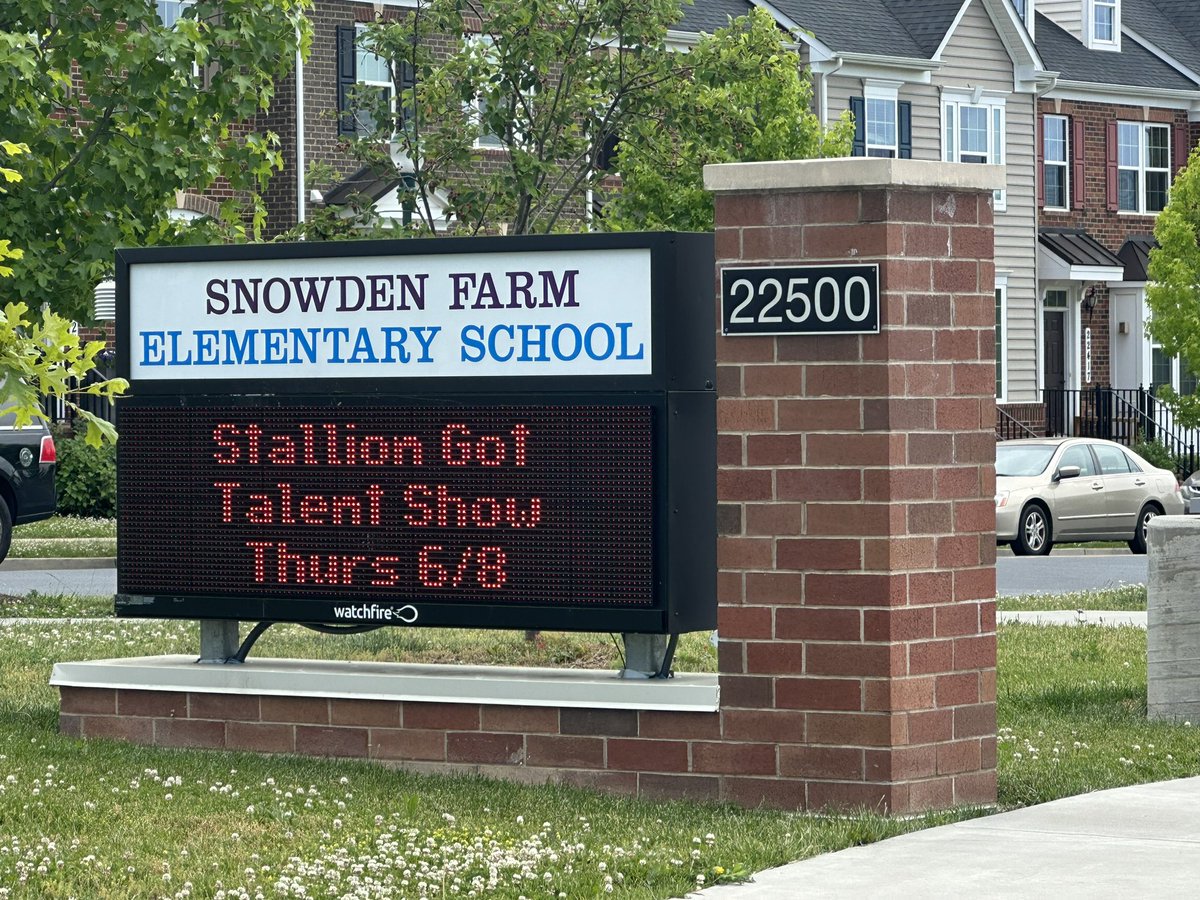 SNOWDEN FARM
ELEMENTARY SCHOOL
22500
Stallion Got
Talent Show
Thurs 6/8
watchfire